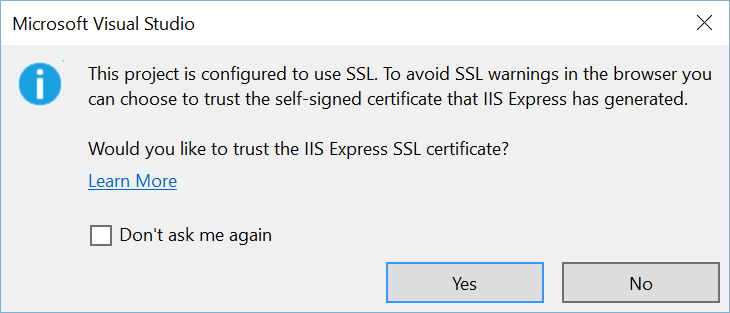 Microsoft Visual Studio
This project is configured to use SSL. To avoid SSL warnings in the browser you
can choose to trust the self-signed certificate that IIS Express has generated.
Would you like to trust the IIS Express SSL certificate?
Learn More
Don't ask me again
Yes
No